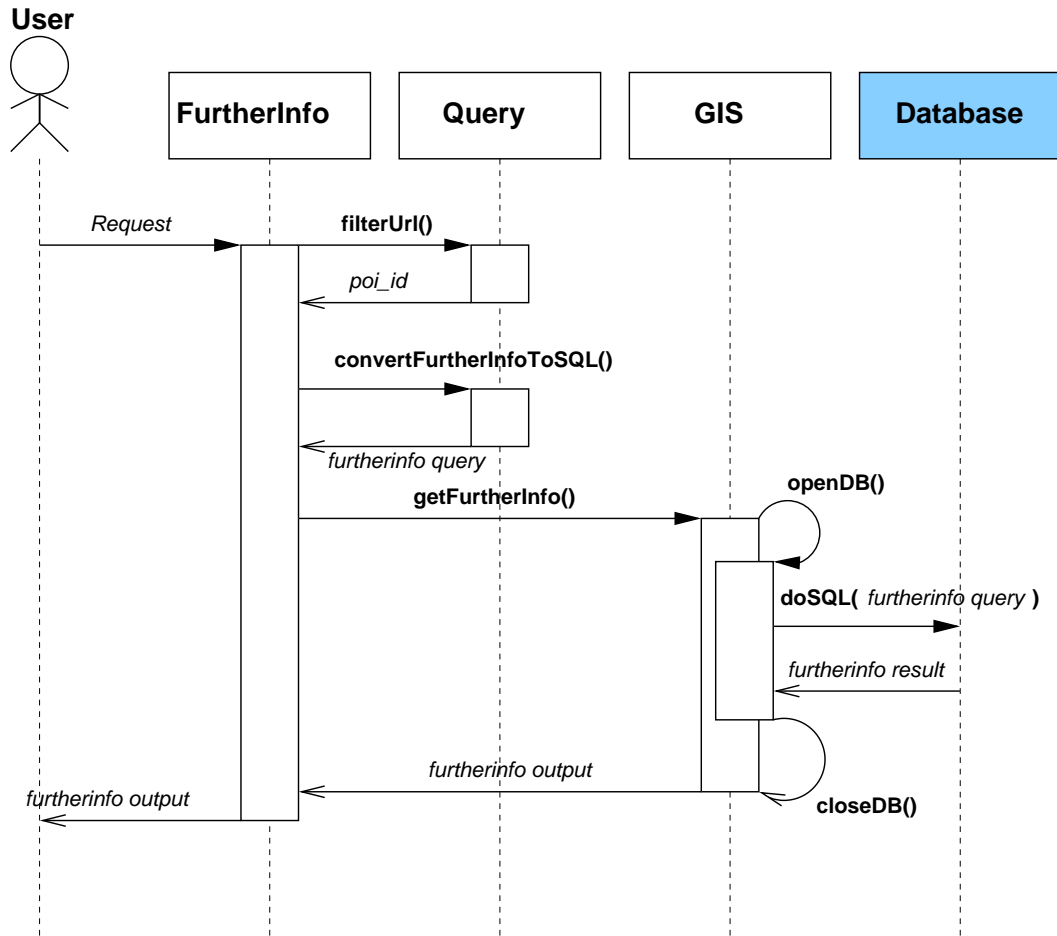 User
FurtherInfo
Query
GIS
Database
Request
filterUrl()
poi_id
convertFurtherInfoToSQL()
furtherinfo query
openDB()
getFurtherInfo()
doSQL( furtherinfo query )
furtherinfo result
furtherinfo output
furtherinfo output
closeDB()